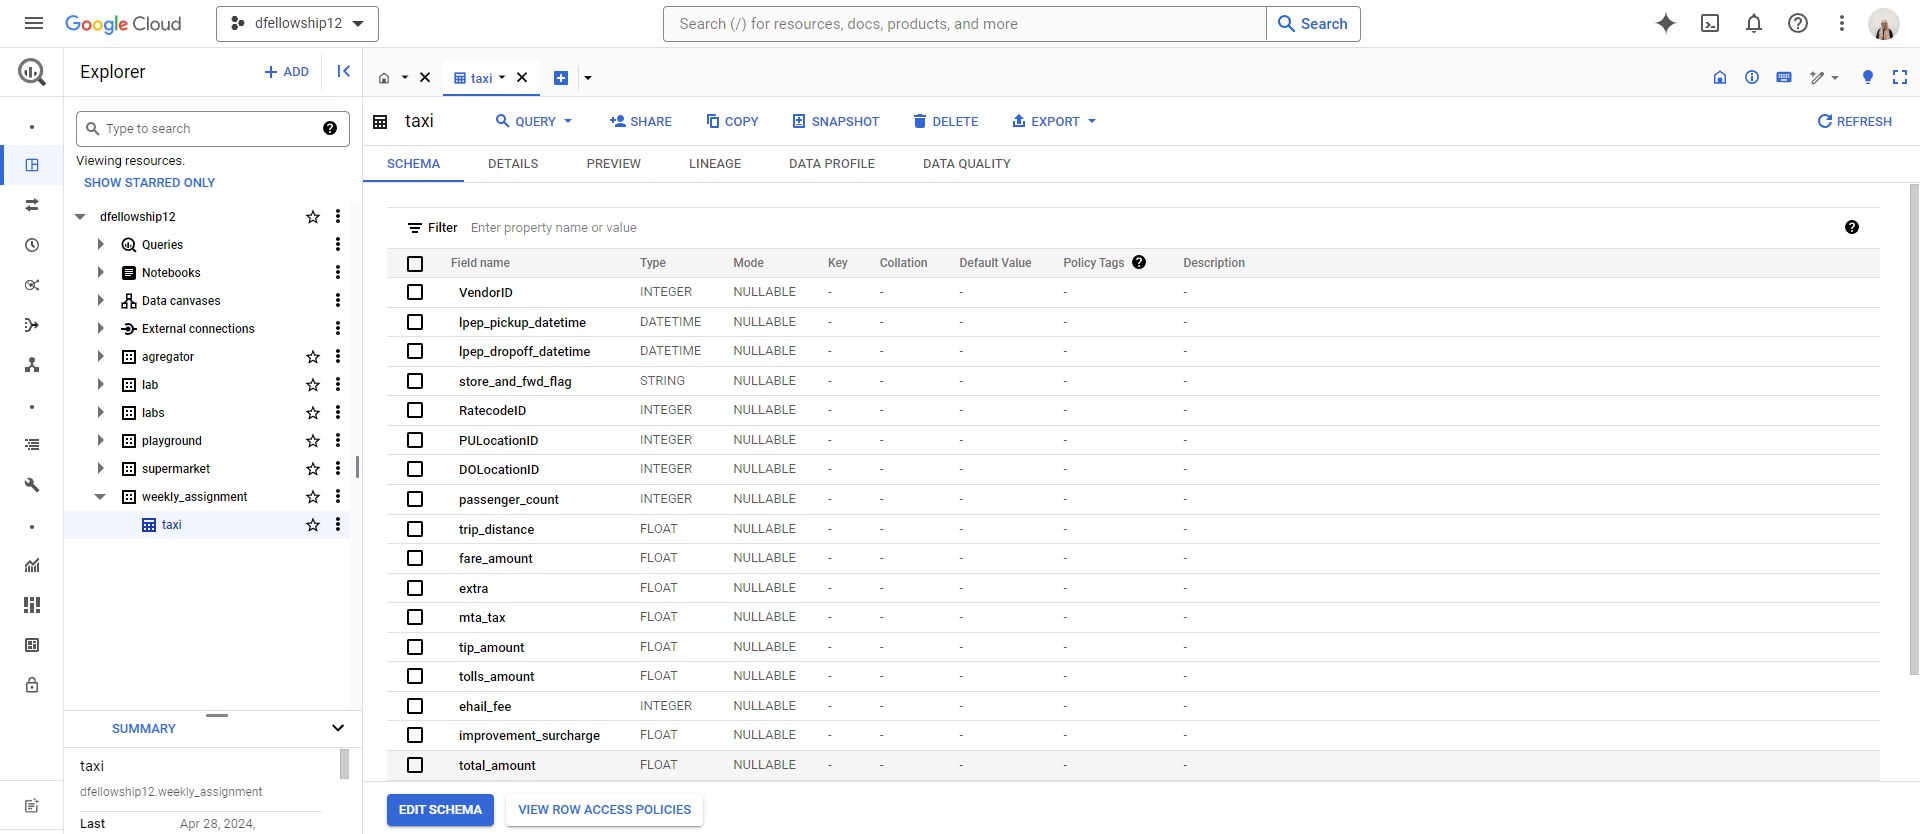 Google Cloud
dfellowship12
Search (/) for resources, docs, products, and more
Search
Explorer
ADD
taxi
Type to search
Viewing resources.
SHOW STARRED ONLY
dfellowship12
Queries
Notebooks
Data canvases
External connections
agregator
lab
labs
playground
supermarket
weekly_assignment
taxi
SUMMARY
taxi
dfellowship12.weekly_assignment
Last Apr 28, 2024,
taxi
QUERY SHARE COPY SNAPSHOT DELETE EXPORT REFRESH
SCHEMA DETAILS PREVIEW LINEAGE DATA PROFILE DATA QUALITY
Filter Enter property name or value
Field name Type Mode Key Collation Default Value Policy Tags Description
VendorID INTEGER NULLABLE - - - - -
lpep_pickup_datetime DATETIME NULLABLE - - - - -
lpep_dropoff_datetime DATETIME NULLABLE - - - - -
store_and_fwd_flag STRING NULLABLE - - - - -
RatecodeID INTEGER NULLABLE - - - - -
PULocationID INTEGER NULLABLE - - - - -
DOLocationID INTEGER NULLABLE - - - - -
passenger_count INTEGER NULLABLE - - - - -
trip_distance FLOAT NULLABLE - - - - -
fare_amount FLOAT NULLABLE - - - - -
extra FLOAT NULLABLE - - - - -
mta_tax FLOAT NULLABLE - - - - -
tip_amount FLOAT NULLABLE - - - - -
tolls_amount FLOAT NULLABLE - - - - -
ehail_fee INTEGER NULLABLE - - - - -
improvement_surcharge FLOAT NULLABLE - - - - -
total_amount FLOAT NULLABLE - - - - -
EDIT SCHEMA VIEW ROW ACCESS POLICIES